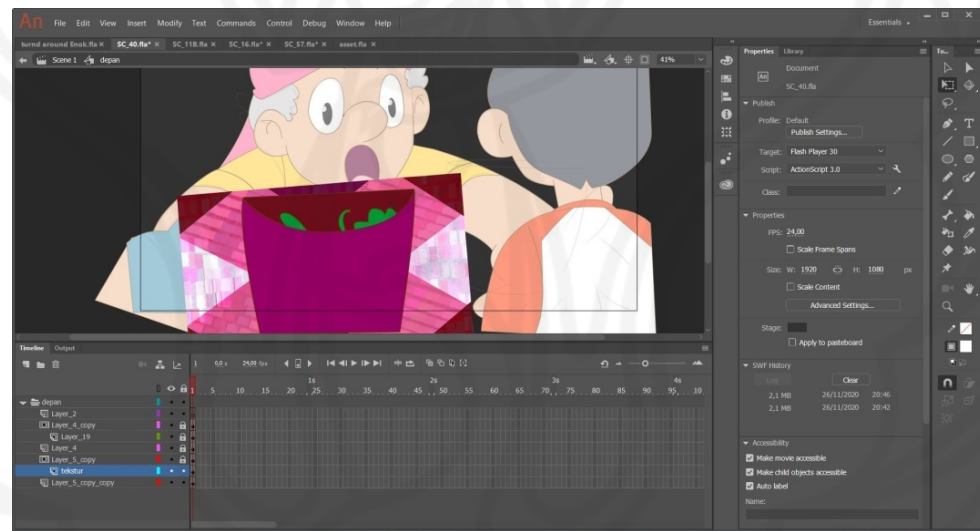 An File Edit View Insert Modify Text Commands Control Debug Window Help Essentials
turnd around Enok.fla × SC_40.fla* × SC_11B.fla × SC_16.fla* × SC_57.fla* × asset.fla ×
Scene 1 depan 41%
Properties Library To...
An Document
SC_40.fla
Publish
Profile: Default
Publish Settings...
Target: Flash Player 30
Script: ActionScript 3.0
Class:
Properties
FPS: 24,00
Scale Frame Spans
Size: W: 1920 H: 1080 px
Scale Content
Advanced Settings...
Stage:
Apply to pasteboard
SWF History
Log Clear
2,1 MB 26/11/2020 20:46
2,1 MB 26/11/2020 20:42
Accessibility
Make movie accessible
Make child objects accessible
Auto label
Name:
Timeline Output
1 0,0 s 24,00 fps
1s 2s 3s 4s
1 5 10 15 20 25 30 35 40 45 50 55 60 65 70 75 80 85 90 95 10
depan
Layer_2
Layer_4_copy
Layer_19
Layer_4
Layer_5_copy
tekstur
Layer_5_copy_copy